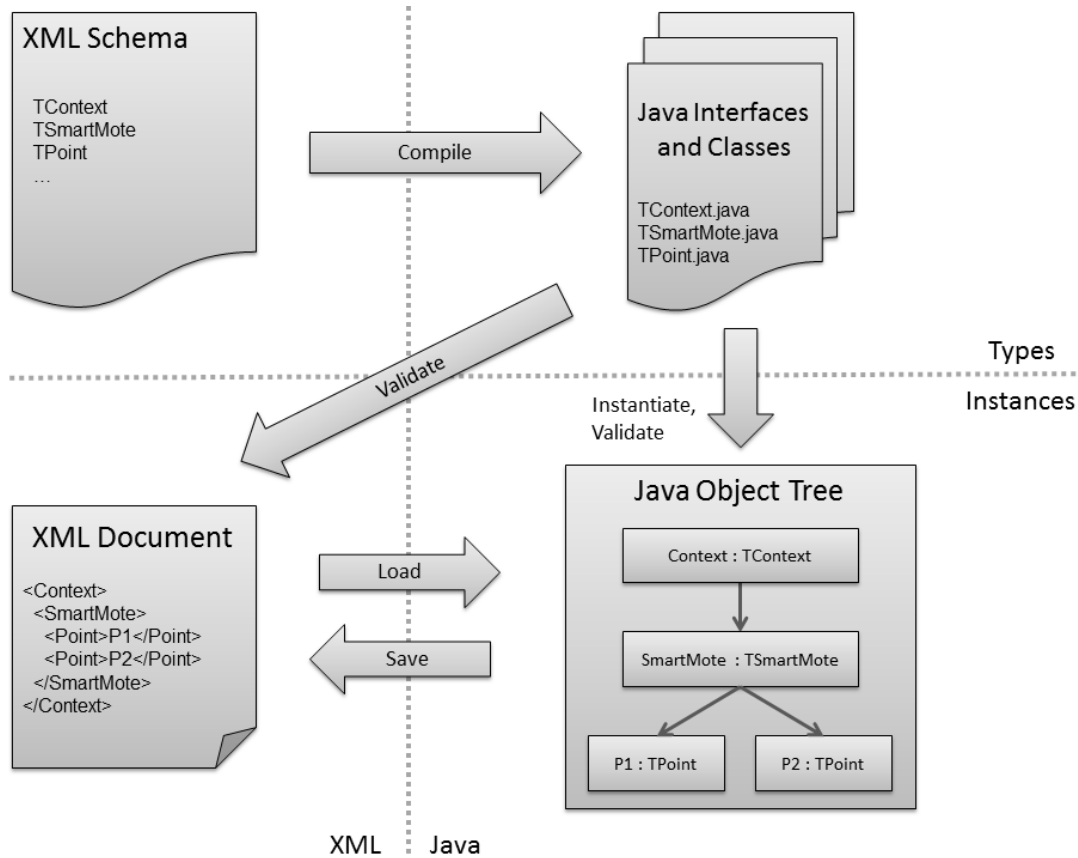 XML Schema
TContext
TSmartMote
TPoint
...
Compile
Java Interfaces
and Classes
TContext.java
TSmartMote.java
TPoint.java
Validate
Types
Instances
Instantiate,
Validate
XML Document
<Context>
<SmartMote>
<Point>P1</Point>
<Point>P2</Point>
</SmartMote>
</Context>
Load
Save
Java Object Tree
Context : TContext
SmartMote : TSmartMote
P1 : TPoint
P2 : TPoint
XML
Java